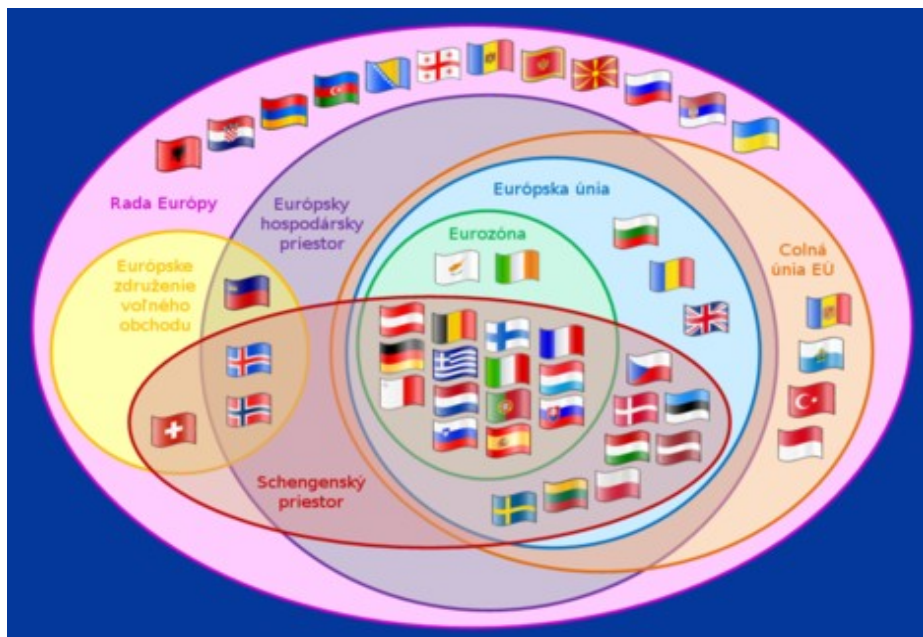 Rada Európy
Európsky
hospodársky
priestor
Európska únia
Eurozóna
Colná
únia EÚ
Európske
združenie
voľného
obchodu
Schengenský
priestor